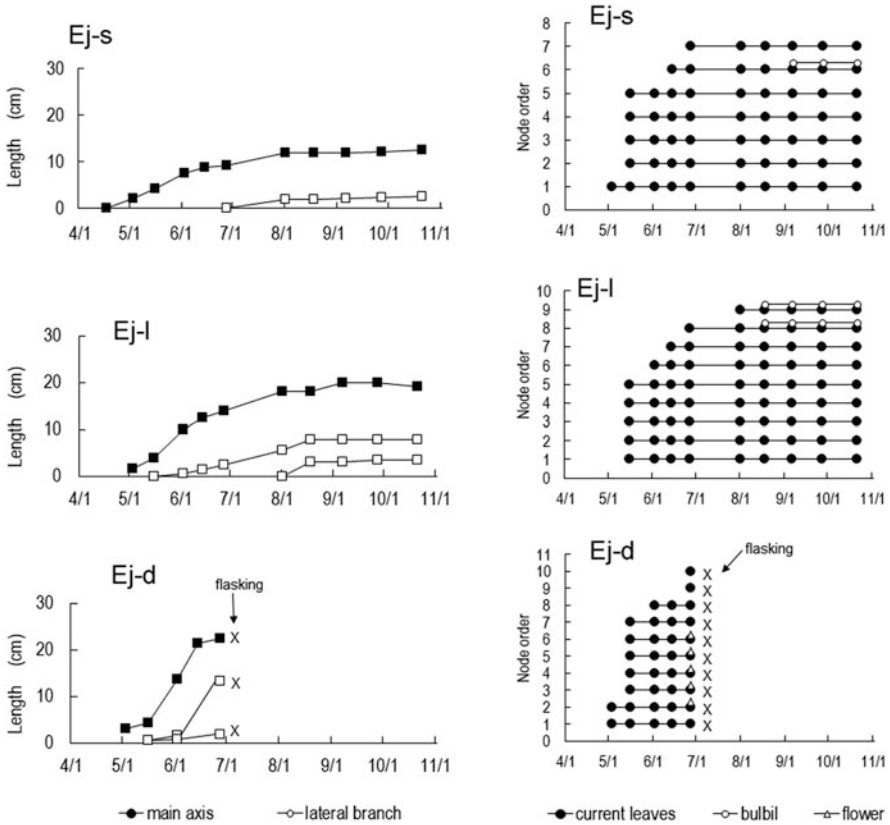 Ej-s
30
20
10
0
Length (cm)
4/1 5/1 6/1 7/1 8/1 9/1 10/1 11/1
Ej-s
9
8
7
6
5
4
3
2
1
0
Node order
4/1 5/1 6/1 7/1 8/1 9/1 10/1 11/1
Ej-l
30
20
10
0
Length (cm)
4/1 5/1 6/1 7/1 8/1 9/1 10/1 11/1
Ej-l
10
9
8
7
6
5
4
3
2
1
0
Node order
4/1 5/1 6/1 7/1 8/1 9/1 10/1 11/1
Ej-d
flasking
30
20
10
0
Length (cm)
X
X
X
4/1 5/1 6/1 7/1 8/1 9/1 10/1 11/1
Ej-d
flasking
11
10
9
8
7
6
5
4
3
2
1
0
Node order
X
X
X
X
X
X
X
X
X
X
4/1 5/1 6/1 7/1 8/1 9/1 10/1 11/1
main axis lateral branch
current leaves bulbil flower